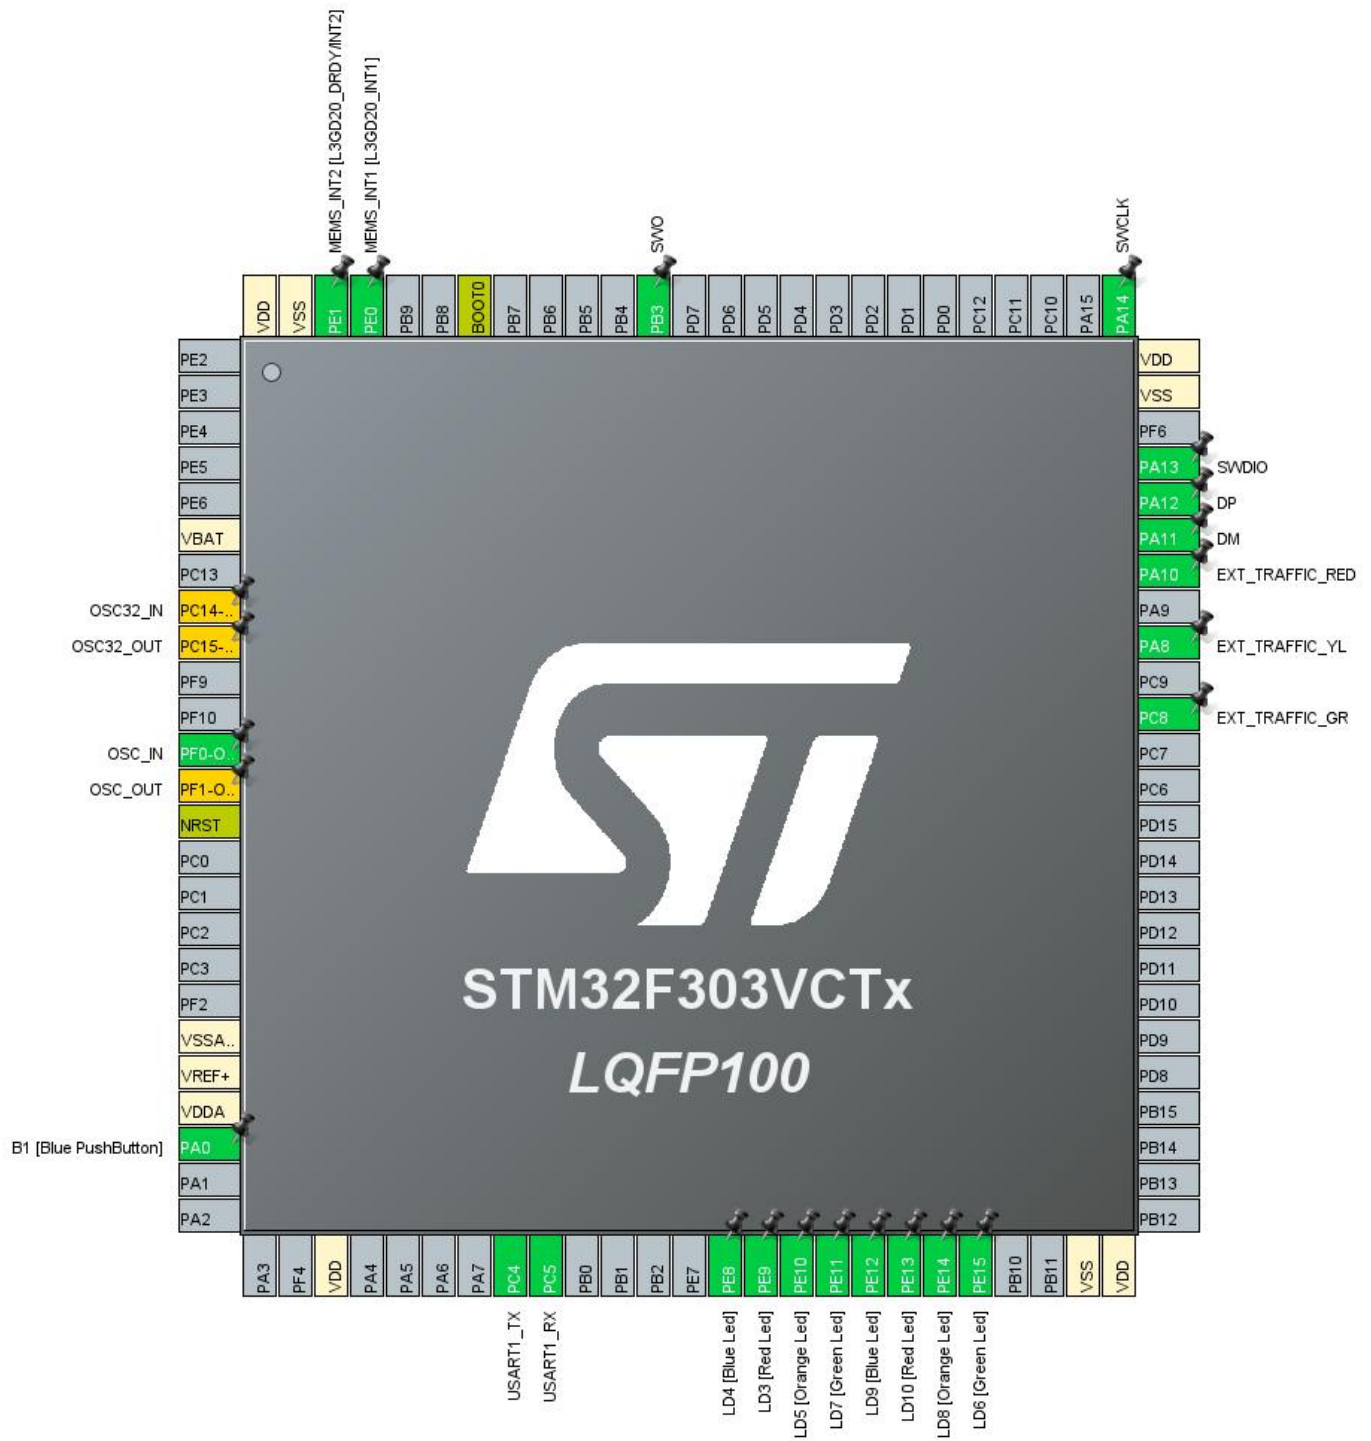 MEMS_INT2 [L3GD20_DRDY/INT2]
MEMS_INT1 [L3GD20_INT1]
SWO
SWCLK
VDD
VSS
PE1
PE0
PB9
PB8
BOOT0
PB7
PB6
PB5
PB4
PB3
PD7
PD6
PD5
PD4
PD3
PD2
PD1
PD0
PC12
PC11
PC10
PA15
PA14
PE2
PE3
PE4
PE5
PE6
VBAT
PC13
OSC32_IN PC14-..
OSC32_OUT PC15-..
PF9
PF10
OSC_IN PF0-O..
OSC_OUT PF1-O..
NRST
PC0
PC1
PC2
PC3
PF2
VSSA..
VREF+
VDDA
B1 [Blue PushButton] PA0
PA1
PA2
STM32F303VCTx
LQFP100
VDD
VSS
PF6
PA13 SWDIO
PA12 DP
PA11 DM
PA10 EXT_TRAFFIC_RED
PA9
PA8 EXT_TRAFFIC_YL
PC9
PC8 EXT_TRAFFIC_GR
PC7
PC6
PD15
PD14
PD13
PD12
PD11
PD10
PD9
PD8
PB15
PB14
PB13
PB12
PA3
PF4
VDD
PA4
PA5
PA6
PA7
PC4
PC5
PB0
PB1
PB2
PE7
PE8
PE9
PE10
PE11
PE12
PE13
PE14
PE15
PB10
PB11
VSS
VDD
USART1_TX
USART1_RX
LD4 [Blue Led]
LD3 [Red Led]
LD5 [Orange Led]
LD7 [Green Led]
LD9 [Blue Led]
LD10 [Red Led]
LD8 [Orange Led]
LD6 [Green Led]